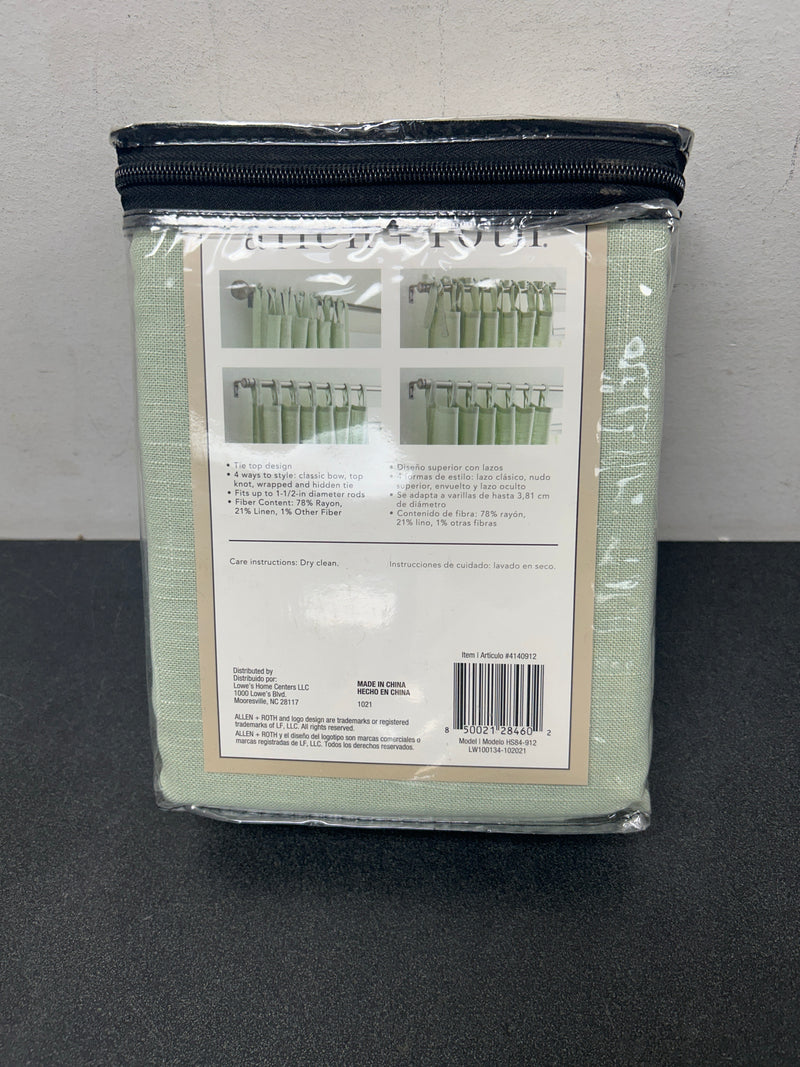 allen + roth.
• Tie top design
• 4 ways to style: classic bow, top
knot, wrapped and hidden tie
• Fits up to 1-1/2-in diameter rods
• Fiber Content: 78% Rayon,
21% Linen, 1% Other Fiber
• Diseño superior con lazos
• 4 formas de estilo: lazo clásico, nudo
superior, envuelto y lazo oculto
• Se adapta a varillas de hasta 3,81 cm
de diámetro
• Contenido de fibra: 78% rayón,
21% lino, 1% otras fibras
Care instructions: Dry clean.
Instrucciones de cuidado: lavado en seco.
Distributed by
Distribuido por:
Lowe's Home Centers LLC
1000 Lowe's Blvd.
Mooresville, NC 28117
MADE IN CHINA
HECHO EN CHINA
1021
ALLEN + ROTH and logo design are trademarks or registered
trademarks of LF, LLC. All rights reserved.
ALLEN + ROTH y el diseño del logotipo son marcas comerciales o
marcas registradas de LF, LLC. Todos los derechos reservados.
Item | Artículo #4140912
8 50021 28460 2
Model | Modelo HS84-912
LW100134-102021